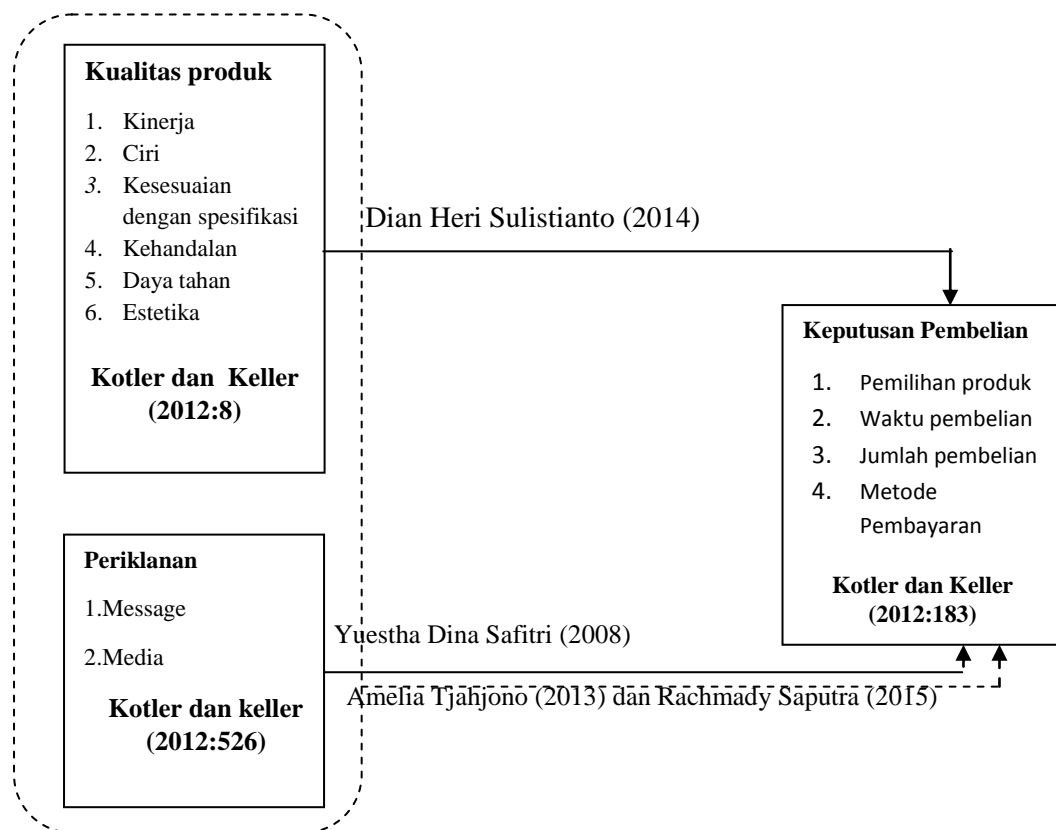 Kualitas produk
1. Kinerja
2. Ciri
3. Kesesuaian
dengan spesifikasi
4. Kehandalan
5. Daya tahan
6. Estetika
Kotler dan Keller
(2012:8)
Dian Heri Sulistianto (2014)
Keputusan Pembelian
1. Pemilihan produk
2. Waktu pembelian
3. Jumlah pembelian
4. Metode
Pembayaran
Kotler dan Keller
(2012:183)
Periklanan
1.Message
2.Media
Kotler dan keller
(2012:526)
Yuestha Dina Safitri (2008)
Amelia Tjahjono (2013) dan Rachmady Saputra (2015)